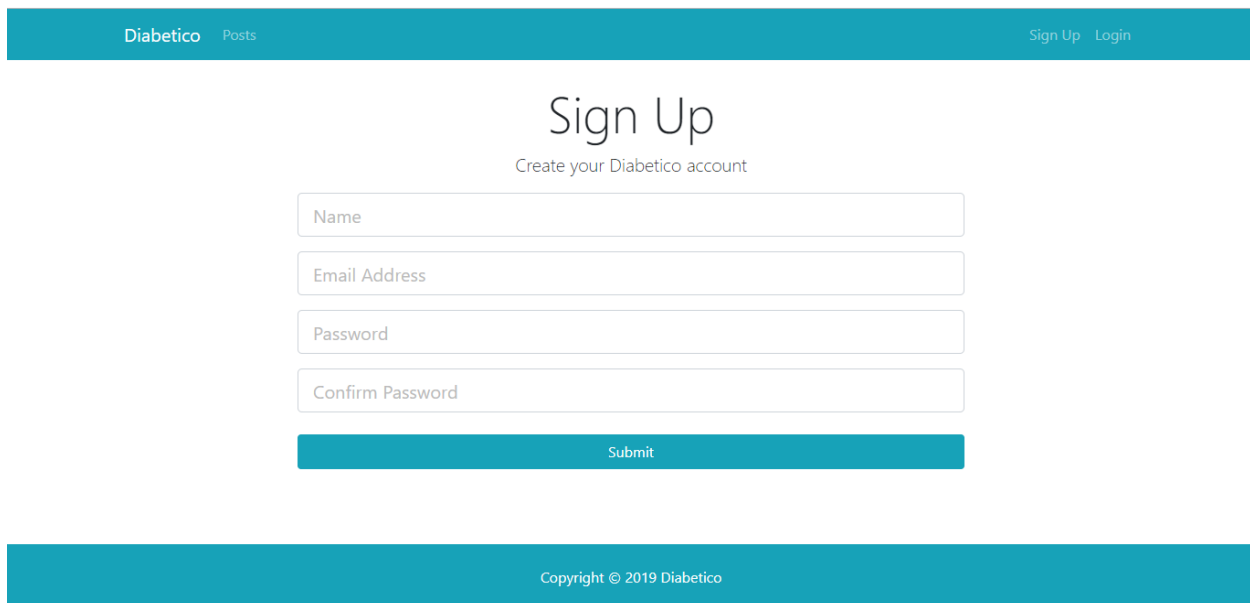 Diabetico Posts Sign Up Login
Sign Up
Create your Diabetico account
Name
Email Address
Password
Confirm Password
Submit
Copyright © 2019 Diabetico